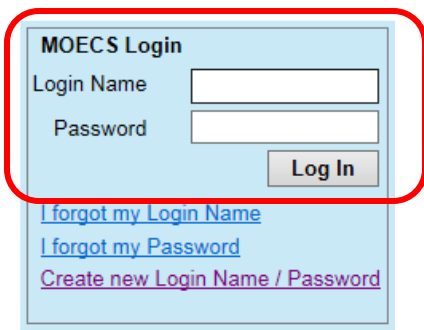 MOECS Login
Login Name
Password
Log In
I forgot my Login Name
I forgot my Password
Create new Login Name / Password